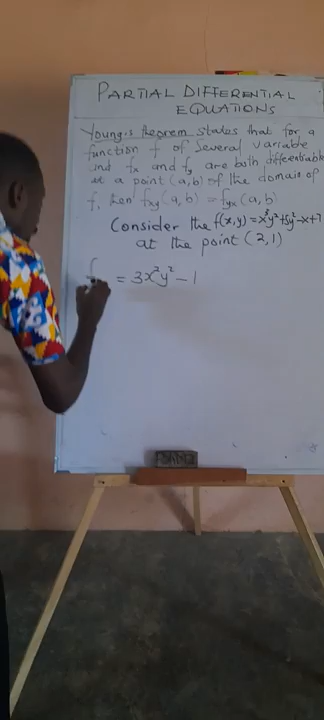 PARTIAL DIFFERENTIAL
EQUATIONS
Young's theorem states that for a
function f of several variable
and fx and fy are both differentiable
at a point (a,b) of the domain of
f, then fxy (a,b) = fyx (a,b)
Consider the f(x,y) = x³y²+5y²-x+7
at the point (2,1)
f = 3x²y² - 1